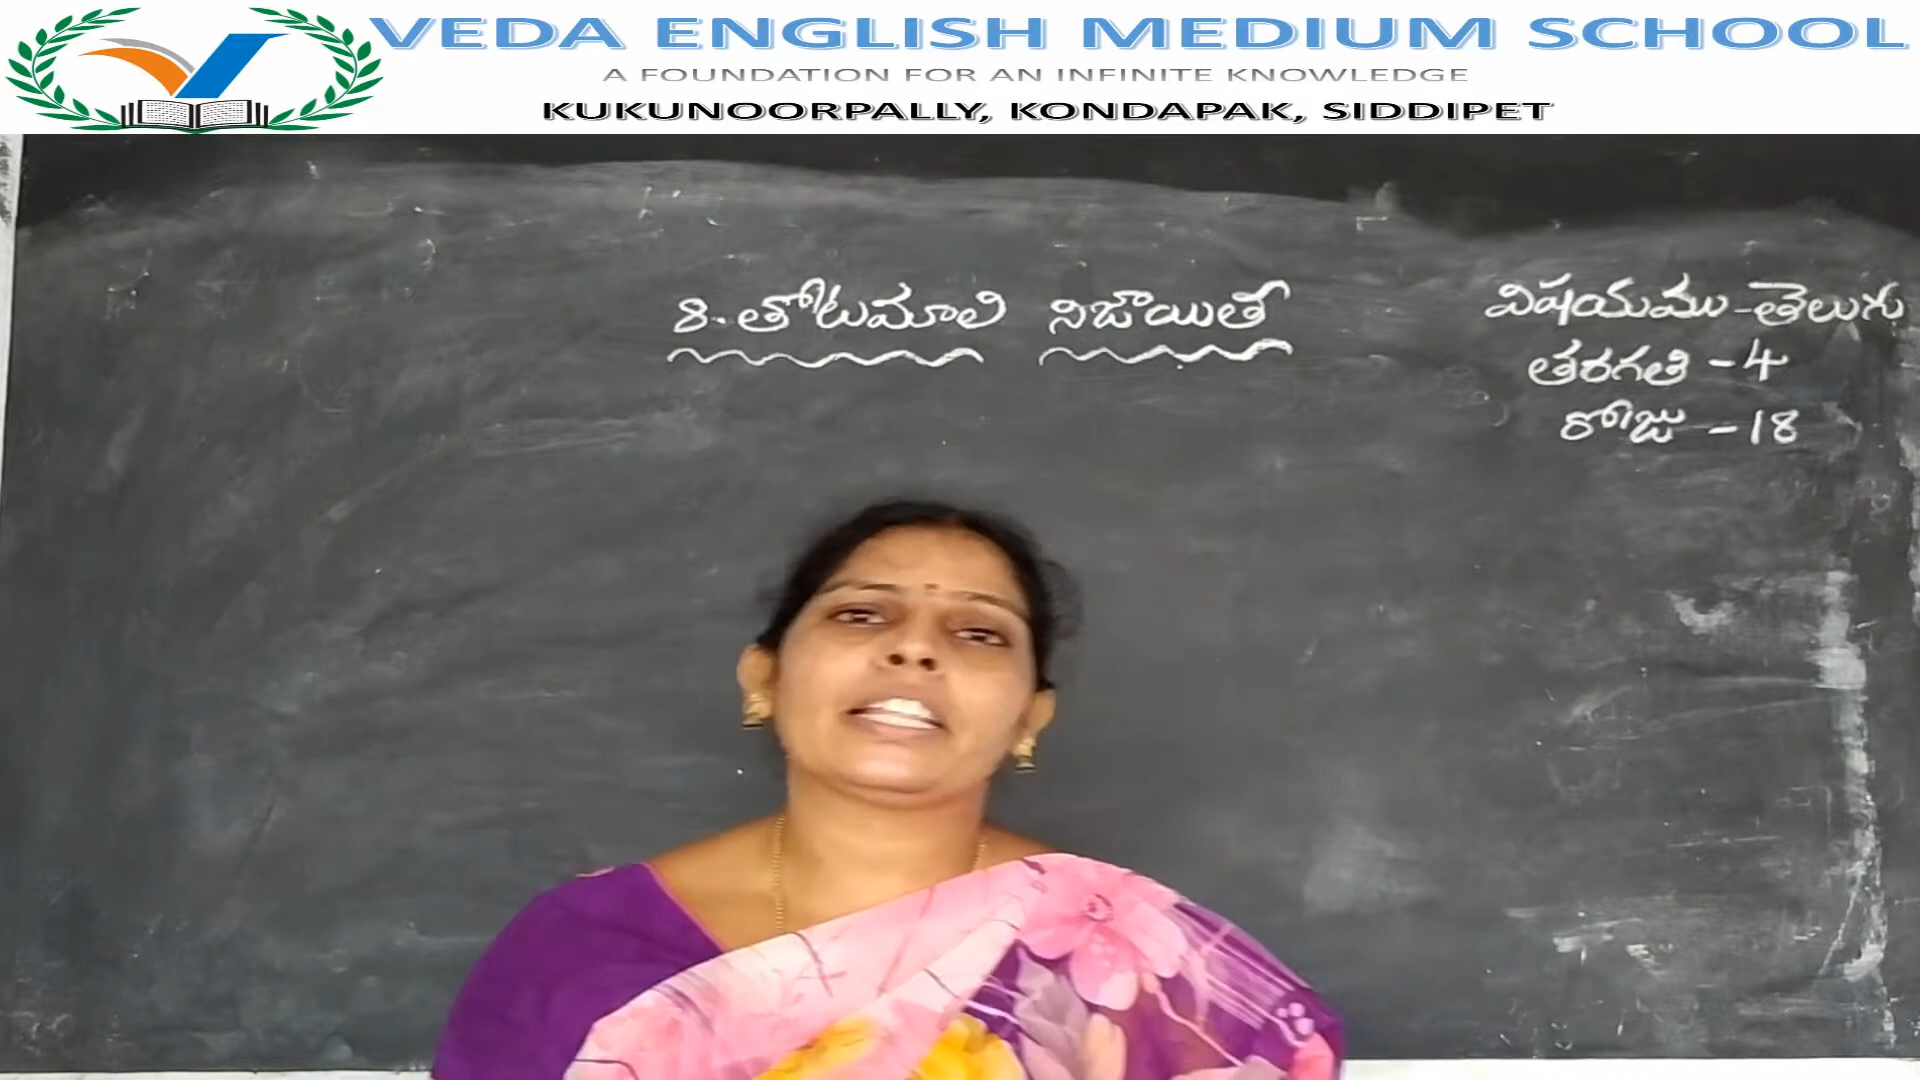 VEDA ENGLISH MEDIUM SCHOOL
A FOUNDATION FOR AN INFINITE KNOWLEDGE
KUKUNOORPALLY, KONDAPAK, SIDDIPET
8. తోటమాలి నిజాయితీ
విషయము - తెలుగు
తరగతి - 4
రోజు - 18